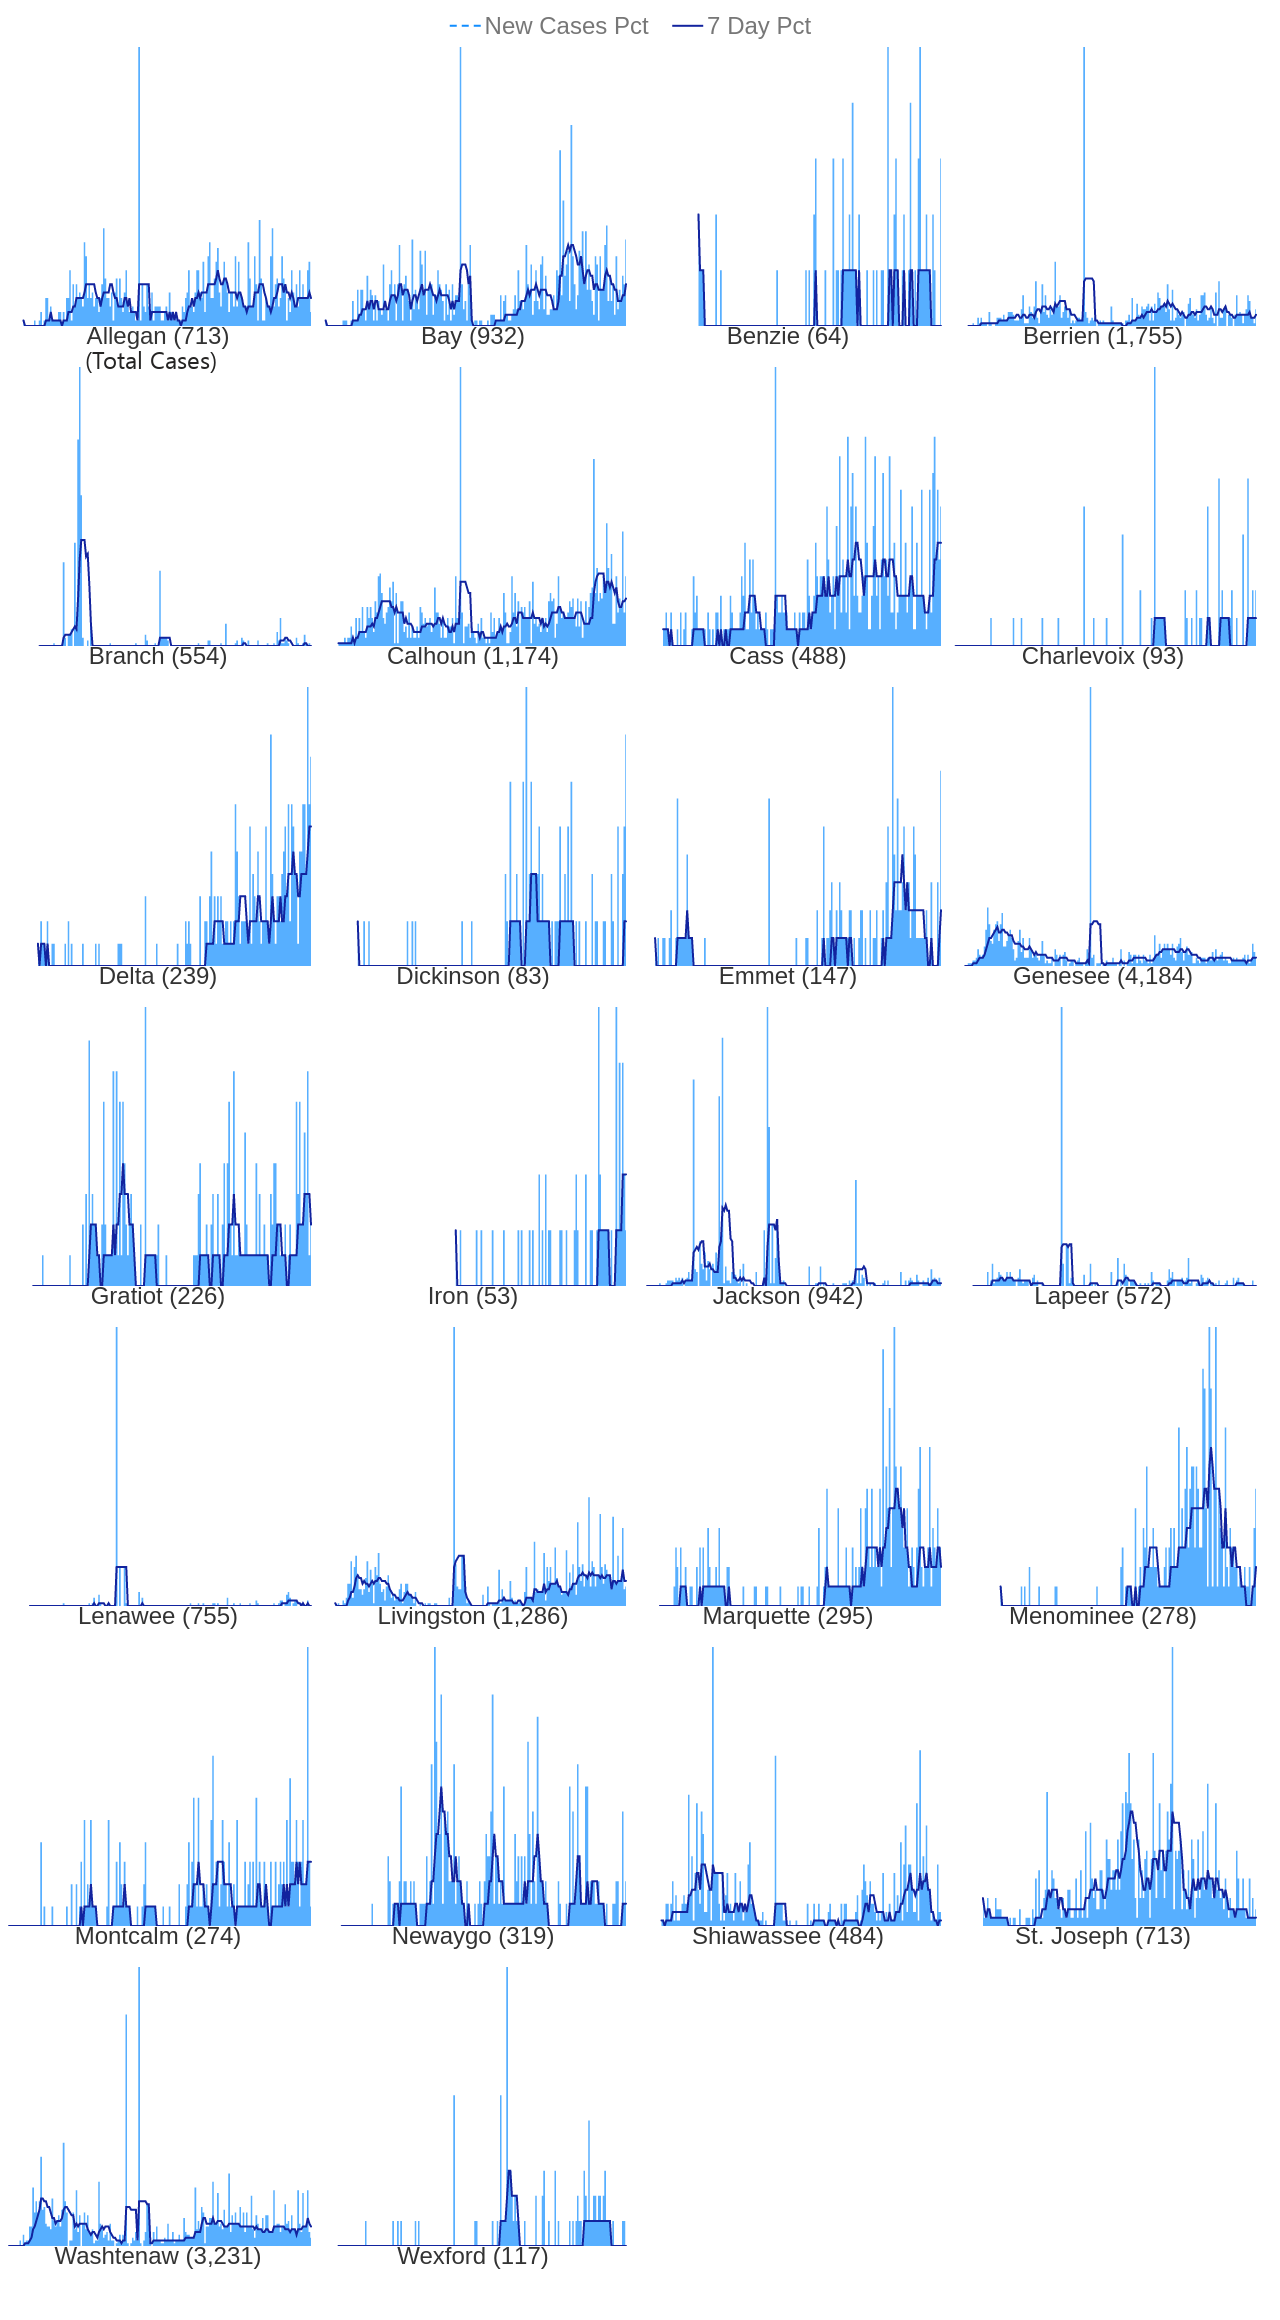 New Cases Pct 7 Day Pct
Allegan (713) Bay (932) Benzie (64) Berrien (1,755)
(Total Cases)
Branch (554) Calhoun (1,174) Cass (488) Charlevoix (93)
Delta (239) Dickinson (83) Emmet (147) Genesee (4,184)
Gratiot (226) Iron (53) Jackson (942) Lapeer (572)
Lenawee (755) Livingston (1,286) Marquette (295) Menominee (278)
Montcalm (274) Newaygo (319) Shiawassee (484) St. Joseph (713)
Washtenaw (3,231) Wexford (117)